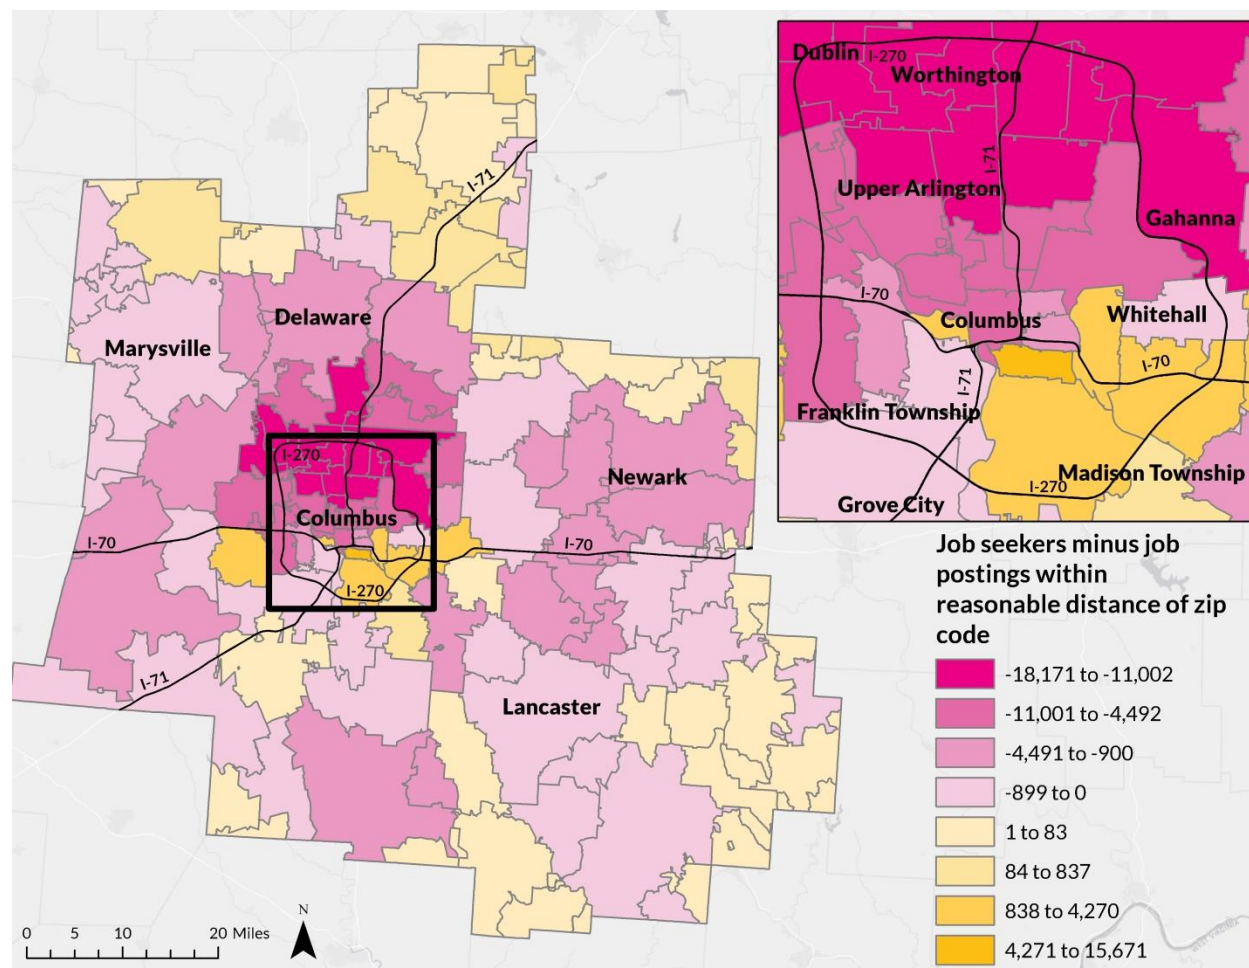 I-71
Delaware
Marysville
I-270
Newark
Columbus
I-70
I-70
I-270
I-71
Lancaster
0 5 10 20 Miles
N
Dublin
I-270
Worthington
I-71
Upper Arlington
Gahanna
I-70
Columbus
Whitehall
I-70
I-71
Franklin Township
Madison Township
I-270
Grove City
Job seekers minus job
postings within
reasonable distance of zip
code
-18,171 to -11,002
-11,001 to -4,492
-4,491 to -900
-899 to 0
1 to 83
84 to 837
838 to 4,270
4,271 to 15,671
WEST VIRGINIA